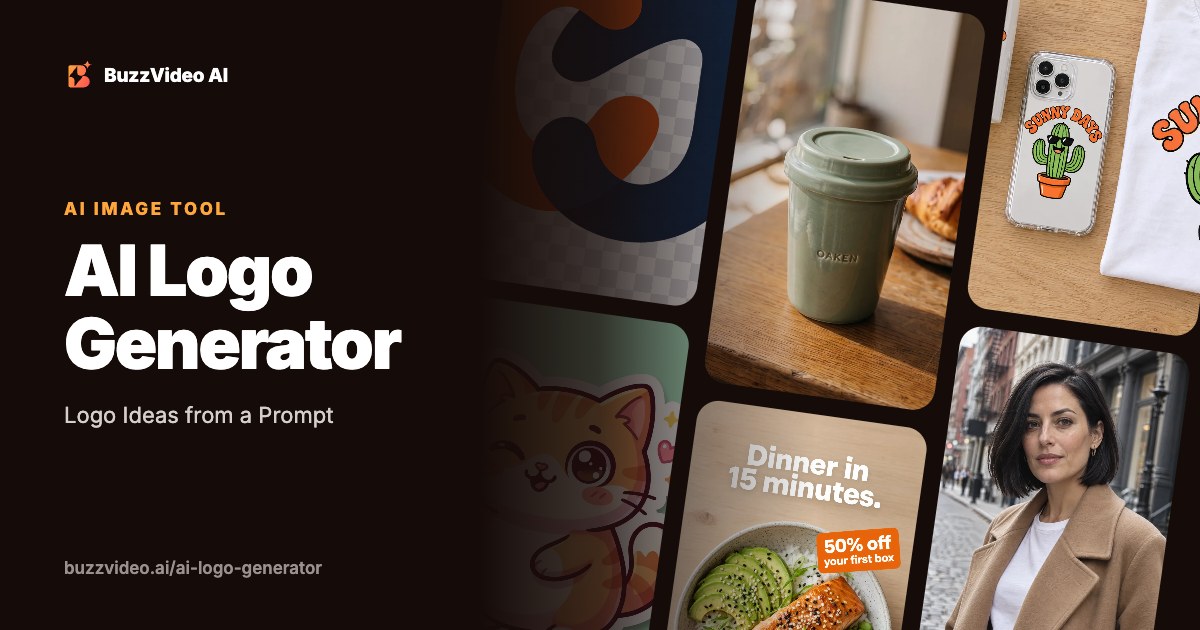 BuzzVideo AI
AI IMAGE TOOL
AI Logo
Generator
Logo Ideas from a Prompt
buzzvideo.ai/ai-logo-generator
OAKEN
SUNNY DAYS
Dinner in
15 minutes.
50% off
your first box